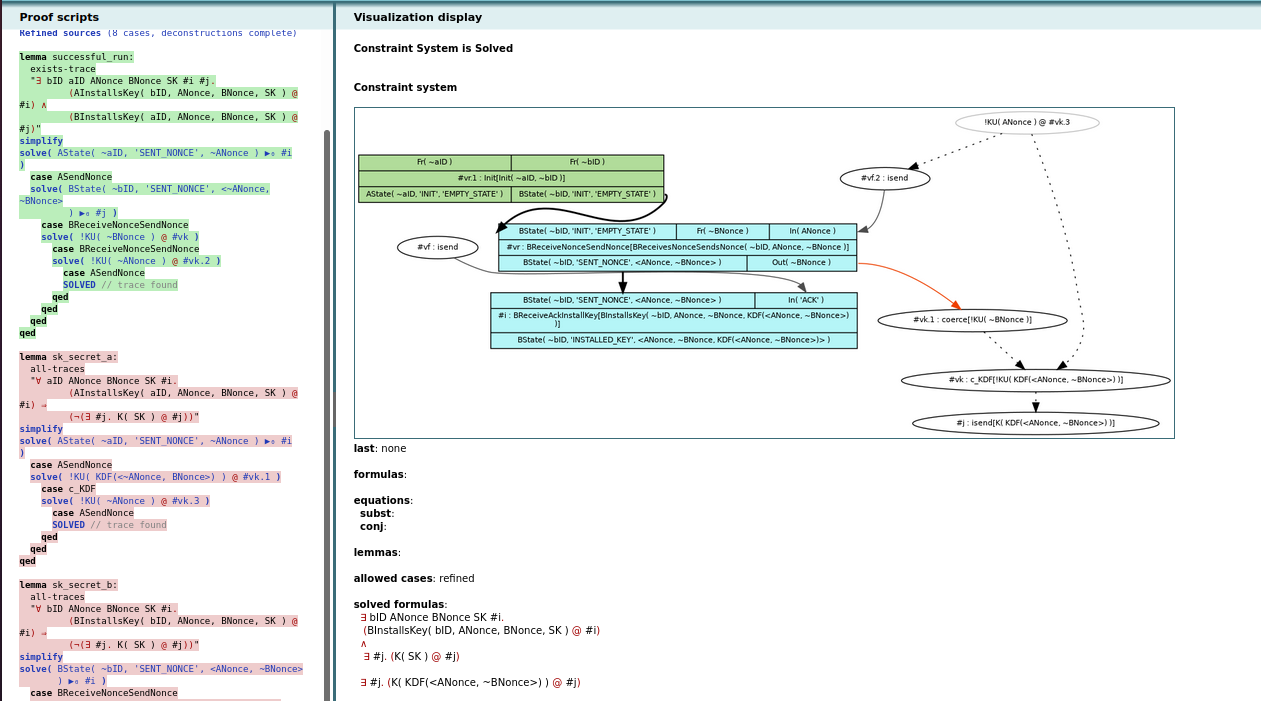 Proof scripts
Refined sources (8 cases, deconstructions complete)
lemma successful_run:
exists-trace
"∃ bID aID ANonce BNonce SK #i #j.
(AInstallsKey( bID, ANonce, BNonce, SK ) @
#i) ∧
(BInstallsKey( aID, ANonce, BNonce, SK ) @
#j)"
simplify
solve( AState( ~aID, 'SENT_NONCE', ~ANonce ) ▶₀ #i
)
case ASendNonce
solve( BState( ~bID, 'SENT_NONCE', <~ANonce,
~BNonce>
) ▶₀ #j )
case BReceiveNonceSendNonce
solve( !KU( ~BNonce ) @ #vk )
case BReceiveNonceSendNonce
solve( !KU( ~ANonce ) @ #vk.2 )
case ASendNonce
SOLVED // trace found
qed
qed
qed
qed
lemma sk_secret_a:
all-traces
"∀ aID ANonce BNonce SK #i.
(AInstallsKey( aID, ANonce, BNonce, SK ) @
#i) ⇒
(¬(∃ #j. K( SK ) @ #j))"
simplify
solve( AState( ~aID, 'SENT_NONCE', ~ANonce ) ▶₀ #i
)
case ASendNonce
solve( !KU( KDF(<~ANonce, BNonce>) ) @ #vk.1 )
case c_KDF
solve( !KU( ~ANonce ) @ #vk.3 )
case ASendNonce
SOLVED // trace found
qed
qed
qed
lemma sk_secret_b:
all-traces
"∀ bID ANonce BNonce SK #i.
(BInstallsKey( bID, ANonce, BNonce, SK ) @
#i) ⇒
(¬(∃ #j. K( SK ) @ #j))"
simplify
solve( BState( ~bID, 'SENT_NONCE', <ANonce, ~BNonce>
) ▶₀ #i )
case BReceiveNonceSendNonce
Visualization display
Constraint System is Solved
Constraint system
!KU( ANonce ) @ #vk.3
Fr( ~aID ) Fr( ~bID )
#vr.1 : Init[Init( ~aID, ~bID )]
AState( ~aID, 'INIT', 'EMPTY_STATE' ) BState( ~bID, 'INIT', 'EMPTY_STATE' )
#vf.2 : isend
BState( ~bID, 'INIT', 'EMPTY_STATE' ) Fr( ~BNonce ) In( ANonce )
#vf : isend
#vr : BReceiveNonceSendNonce[BReceivesNonceSendsNonce( ~bID, ANonce, ~BNonce )]
BState( ~bID, 'SENT_NONCE', <ANonce, ~BNonce> ) Out( ~BNonce )
BState( ~bID, 'SENT_NONCE', <ANonce, ~BNonce> ) In( 'ACK' )
#i : BReceiveAckInstallKey[BInstallsKey( ~bID, ANonce, ~BNonce, KDF(<ANonce, ~BNonce>)
)]
BState( ~bID, 'INSTALLED_KEY', <ANonce, ~BNonce, KDF(<ANonce, ~BNonce>)> )
#vk.1 : coerce[!KU( ~BNonce )]
#vk : c_KDF[!KU( KDF(<ANonce, ~BNonce>) )]
#j : isend[K( KDF(<ANonce, ~BNonce>) )]
last: none
formulas:
equations:
subst:
conj:
lemmas:
allowed cases: refined
solved formulas:
∃ bID ANonce BNonce SK #i.
(BInstallsKey( bID, ANonce, BNonce, SK ) @ #i)
∧
∃ #j. (K( SK ) @ #j)
∃ #j. (K( KDF(<ANonce, ~BNonce>) ) @ #j)